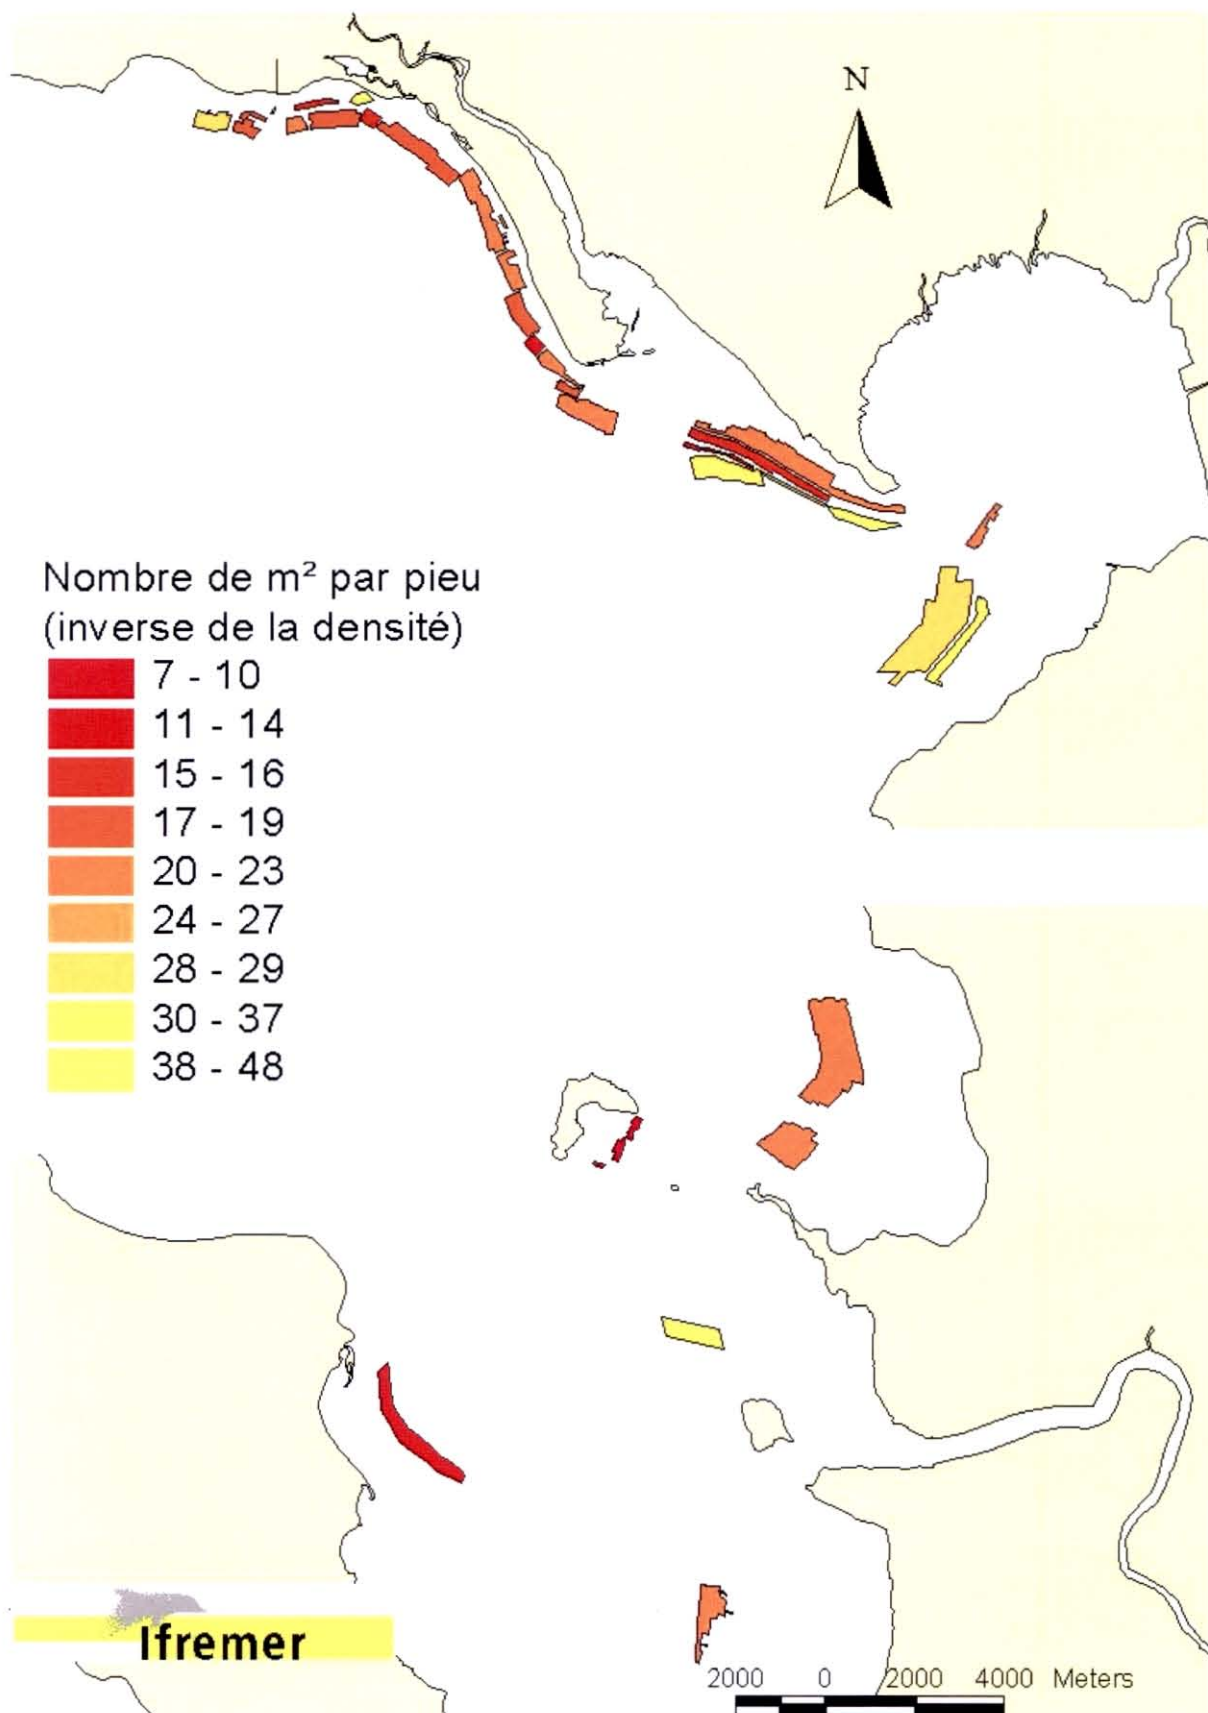 N
Nombre de m² par pieu
(inverse de la densité)
7 - 10
11 - 14
15 - 16
17 - 19
20 - 23
24 - 27
28 - 29
30 - 37
38 - 48
Ifremer
2000 0 2000 4000 Meters